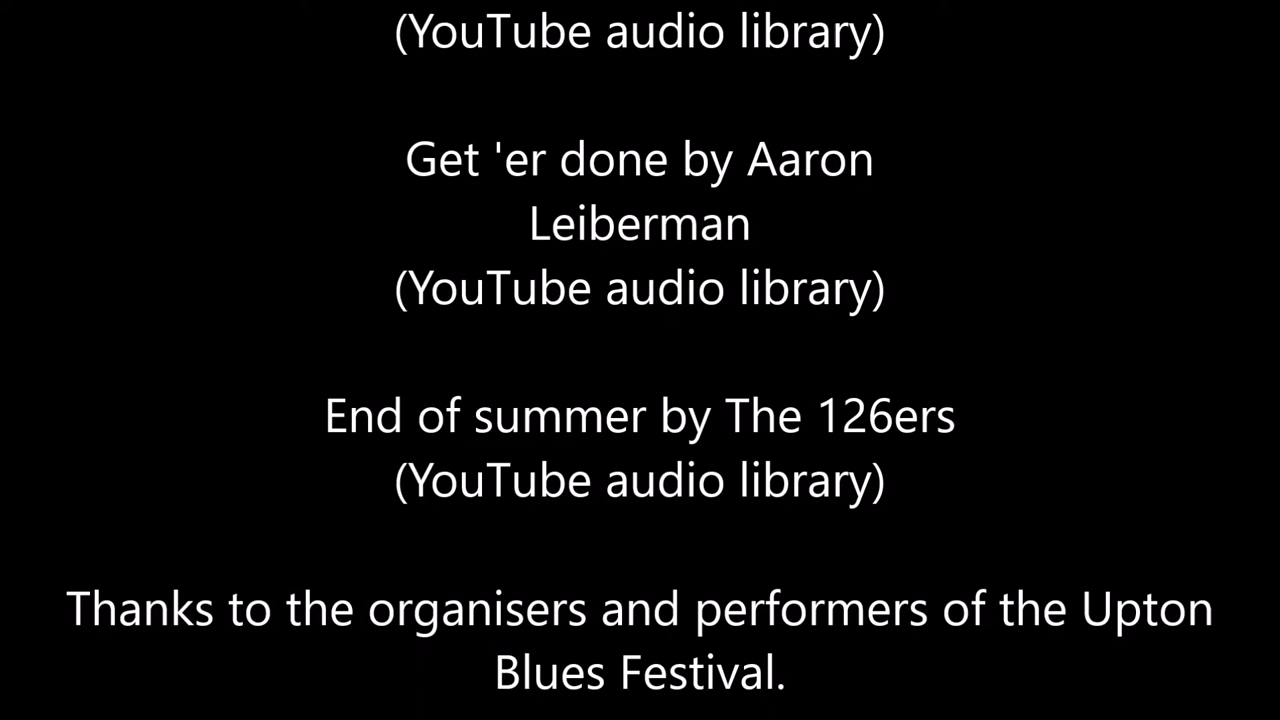 (YouTube audio library)
Get 'er done by Aaron
Leiberman
(YouTube audio library)
End of summer by The 126ers
(YouTube audio library)
Thanks to the organisers and performers of the Upton
Blues Festival.